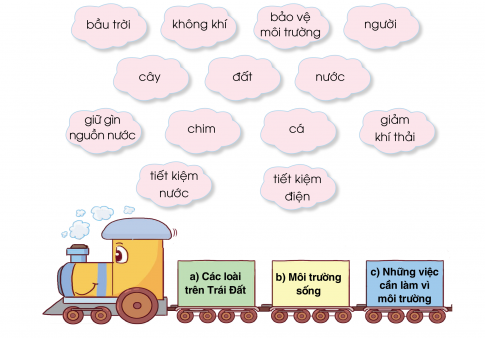 bầu trời
không khí
bảo vệ
môi trường
người
cây
đất
nước
giữ gìn
nguồn nước
chim
cá
giảm
khí thải
tiết kiệm
nước
tiết kiệm
điện
a) Các loài
trên Trái Đất
b) Môi trường
sống
c) Những việc
cần làm vì
môi trường